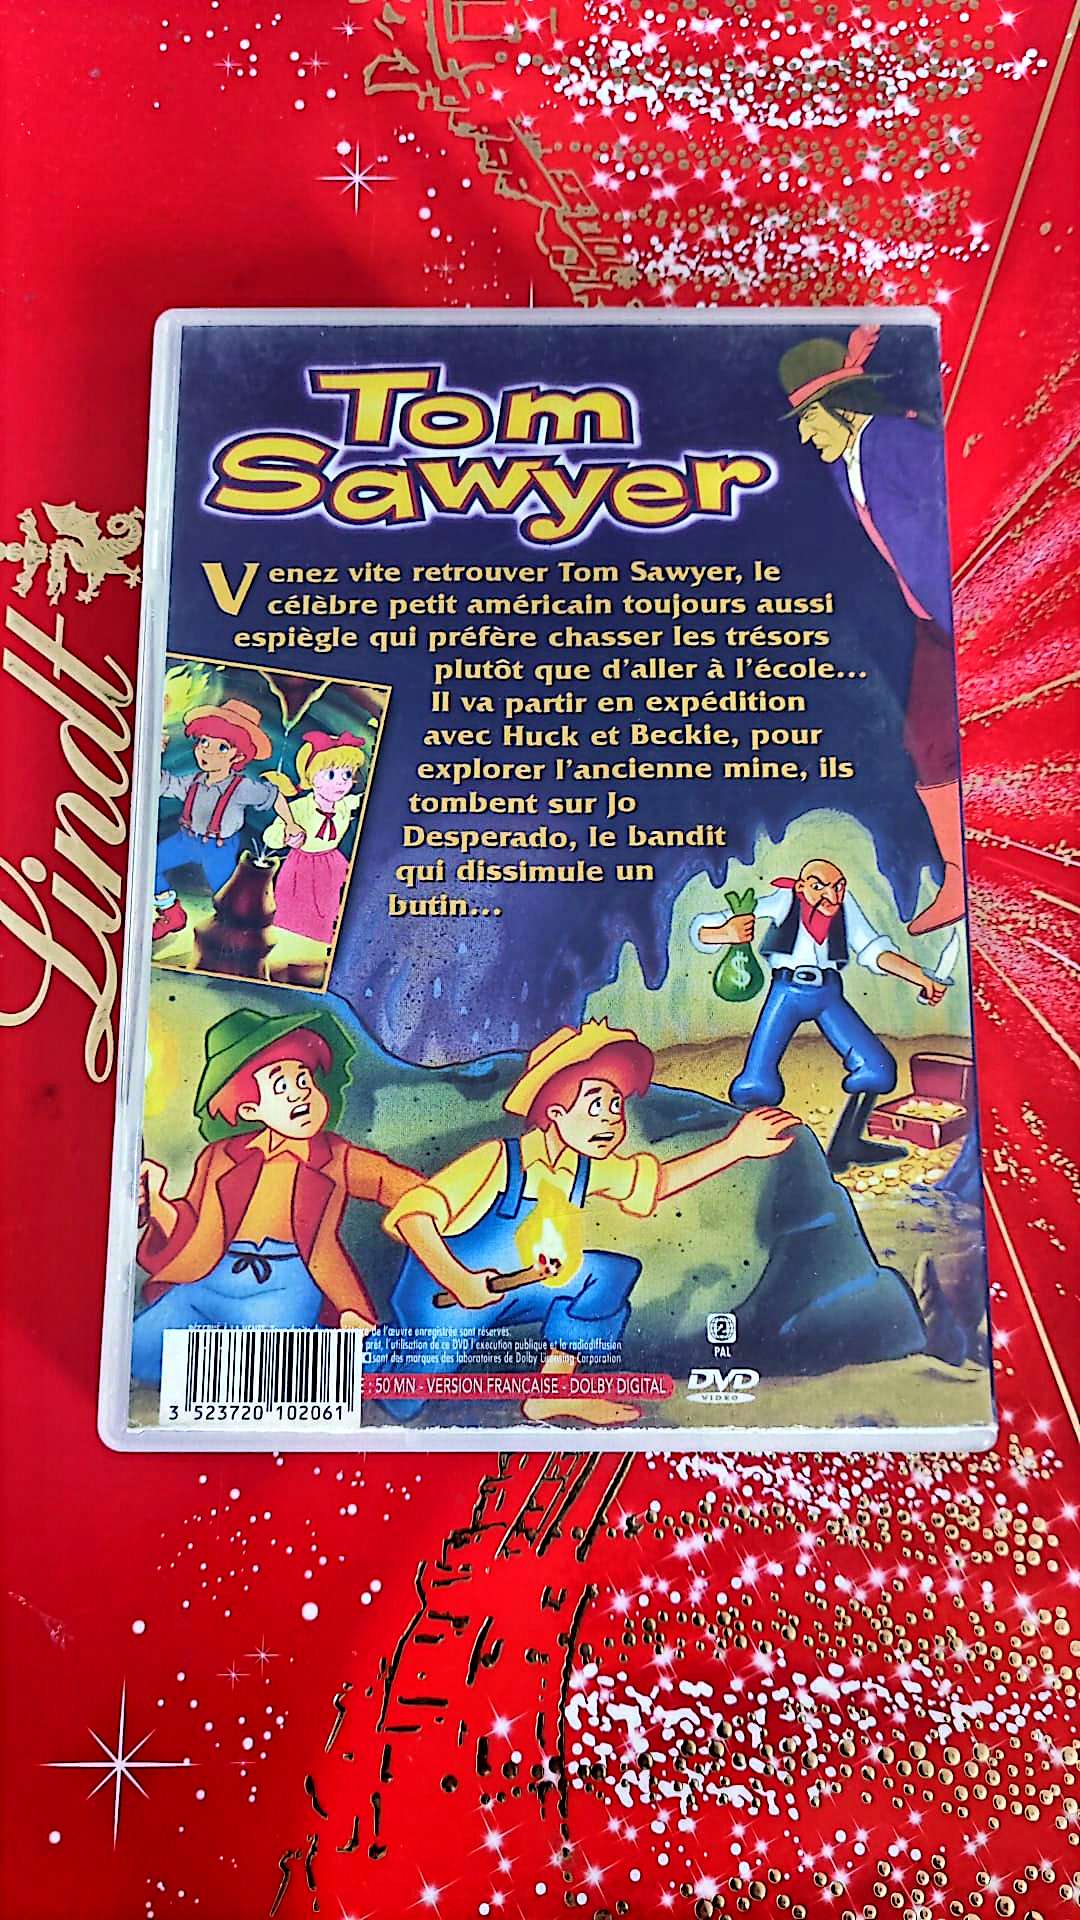 Lindt
Tom
Sawyer
Venez vite retrouver Tom Sawyer, le
célèbre petit américain toujours aussi
espiègle qui préfère chasser les trésors
plutôt que d'aller à l'école...
Il va partir en expédition
avec Huck et Beckie, pour
explorer l'ancienne mine, ils
tombent sur Jo
Desperado, le bandit
qui dissimule un
butin...
$
de l'œuvre enregistrée sont réservés.
prêt, l'utilisation de ce DVD l'exécution publique et la radiodiffusion
sont des marques des laboratoires de Dolby Licensing Corporation
: 50 MN - VERSION FRANCAISE - DOLBY DIGITAL
2
PAL
DVD
VIDEO
3 523720 102061